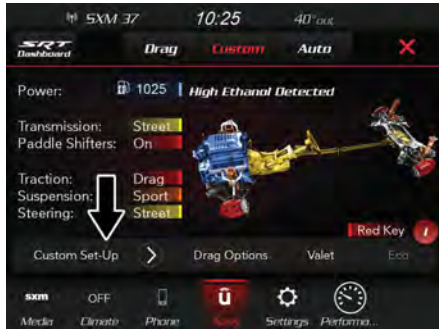 SXM 37 10:25 40°out
SRT Dashboard Drag Custom Auto X
Power: 1025 High Ethanol Detected
Transmission: Street
Paddle Shifters: On
Traction: Drag
Suspension: Sport
Steering: Street
Red Key i
Custom Set-Up > Drag Options Valet Eco
sxm OFF û
Media Climate Phone Settings Performa...